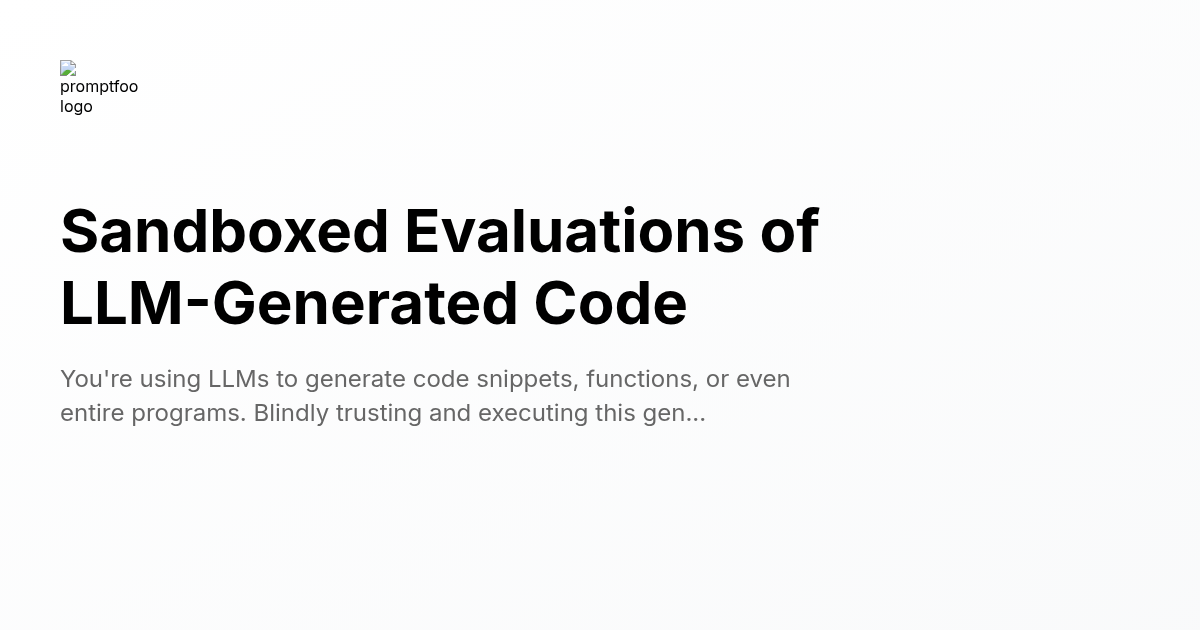 promptfoo
logo
Sandboxed Evaluations of
LLM-Generated Code
You're using LLMs to generate code snippets, functions, or even
entire programs. Blindly trusting and executing this gen...